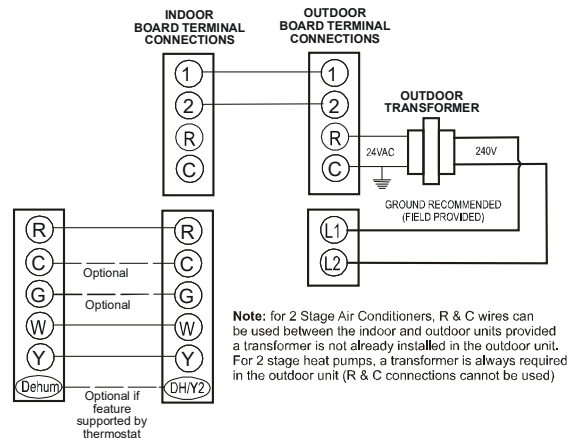 INDOOR
BOARD TERMINAL
CONNECTIONS
OUTDOOR
BOARD TERMINAL
CONNECTIONS
1
2
R
C
1
2
R
C
OUTDOOR
TRANSFORMER
24VAC
240V
GROUND RECOMMENDED
(FIELD PROVIDED)
L1
L2
R
C
G
W
Y
Dehum
Optional
Optional
Optional if
feature
supported by
thermostat
R
C
G
W
Y
DH/Y2
Note: for 2 Stage Air Conditioners, R & C wires can
be used between the indoor and outdoor units provided
a transformer is not already installed in the outdoor unit.
For 2 stage heat pumps, a transformer is always required
in the outdoor unit (R & C connections cannot be used)